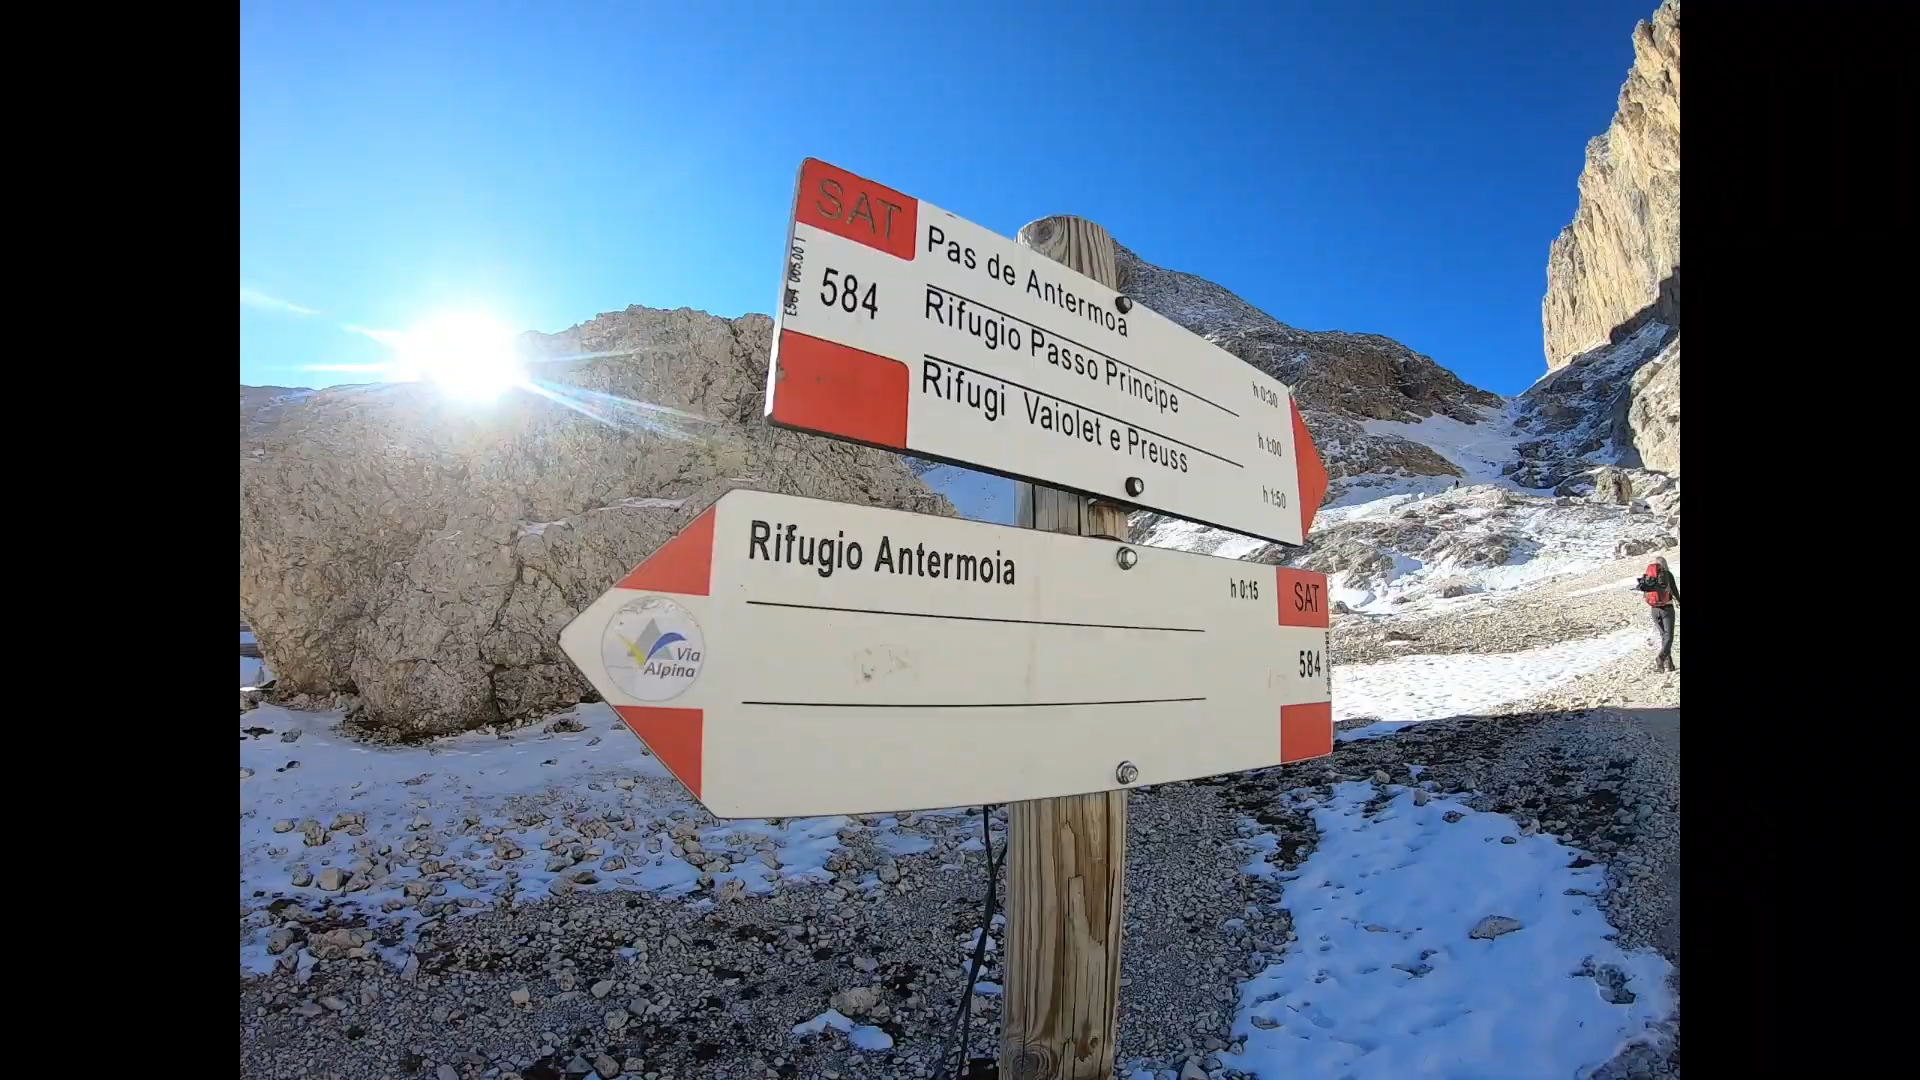 SAT
584
Pas de Antermoa h 0:30
Rifugio Passo Principe h 1:00
Rifugi Vaiolet e Preuss h 1:50
Rifugio Antermoia h 0:15
Via
Alpina
SAT
584